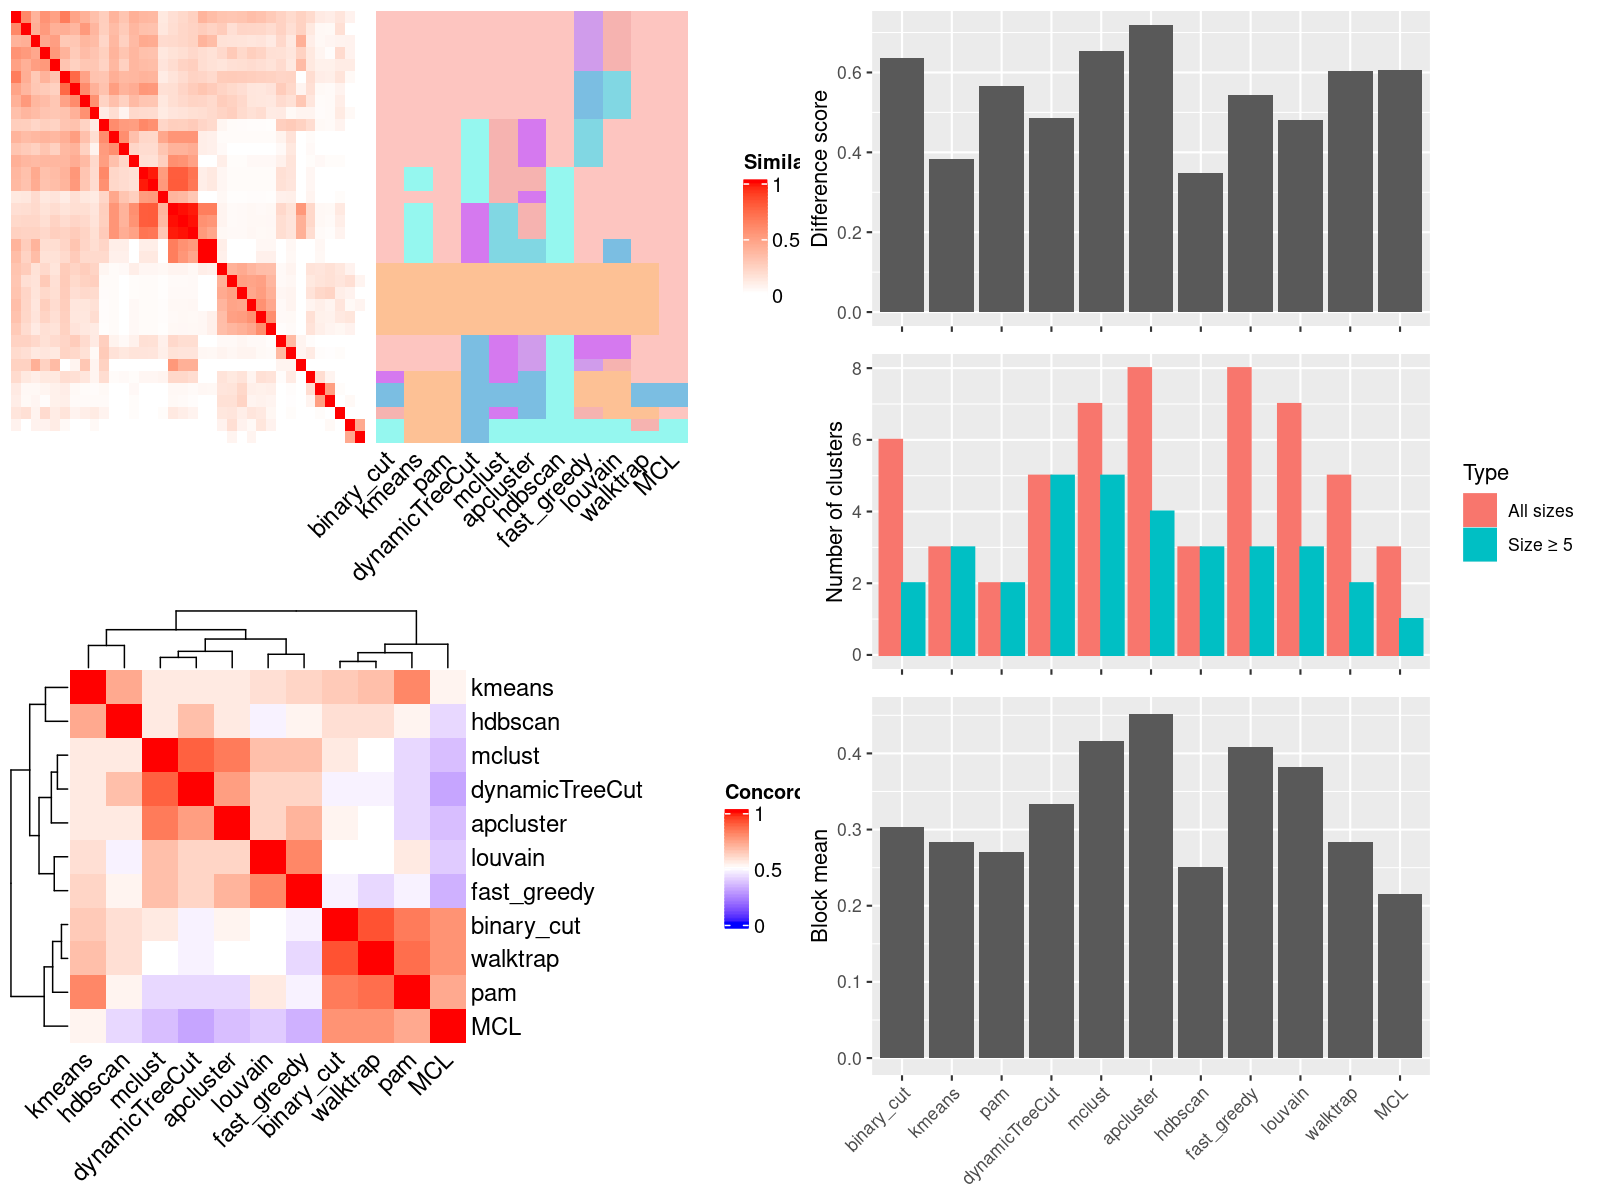 Simila
1
0.5
0
binary_cut
kmeans
pam
dynamicTreeCut
mclust
apcluster
hdbscan
fast_greedy
louvain
walktrap
MCL
kmeans
hdbscan
mclust
dynamicTreeCut
apcluster
louvain
fast_greedy
binary_cut
walktrap
pam
MCL
kmeans
hdbscan
mclust
dynamicTreeCut
apcluster
louvain
fast_greedy
binary_cut
walktrap
pam
MCL
Concord
1
0.5
0
Difference score
0.6
0.4
0.2
0.0
Number of clusters
8
6
4
2
0
Type
All sizes
Size ≥ 5
Block mean
0.4
0.3
0.2
0.1
0.0
binary_cut
kmeans
pam
dynamicTreeCut
mclust
apcluster
hdbscan
fast_greedy
louvain
walktrap
MCL